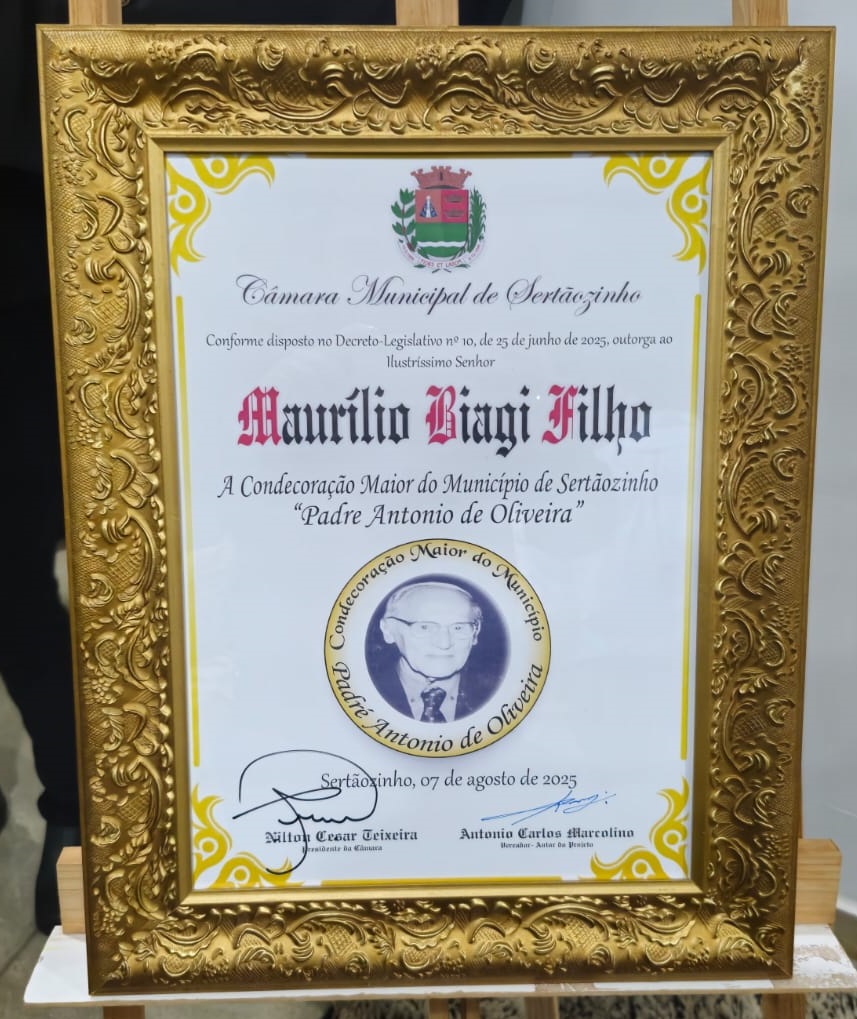 FIDES ET LABOR
Câmara Municipal de Sertãozinho
Conforme disposto no Decreto-Legislativo nº 10, de 25 de junho de 2025, outorga ao
Ilustríssimo Senhor
Maurílio Biagi Filho
A Condecoração Maior do Município de Sertãozinho
“Padre Antonio de Oliveira”
Condecoração Maior do Município
Padre Antonio de Oliveira
Sertãozinho, 07 de agosto de 2025
Nilton Cesar Teixeira
Presidente da Câmara
Antonio Carlos Marcolino
Vereador- Autor do Projeto